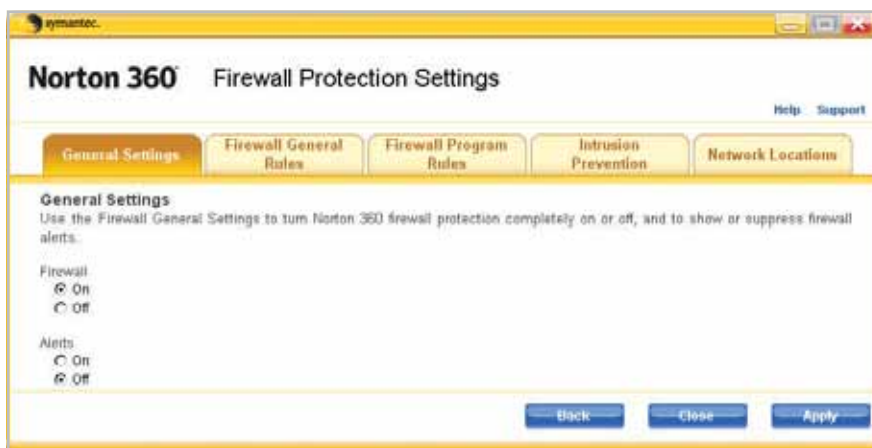 symantec.
Norton 360 Firewall Protection Settings
Help Support
General Settings
Firewall General
Rules
Firewall Program
Rules
Intrusion
Prevention
Network Locations
General Settings
Use the Firewall General Settings to turn Norton 360 firewall protection completely on or off, and to show or suppress firewall
alerts.
Firewall
On
Off
Alerts
On
Off
Back Close Apply